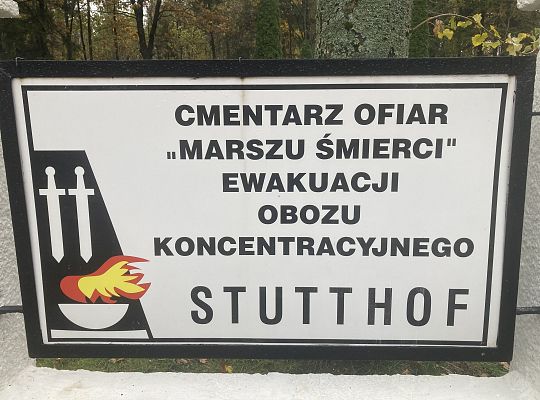 CMENTARZ OFIAR
„MARSZU ŚMIERCI"
EWAKUACJI
OBOZU
KONCENTRACYJNEGO
STUTTHOF